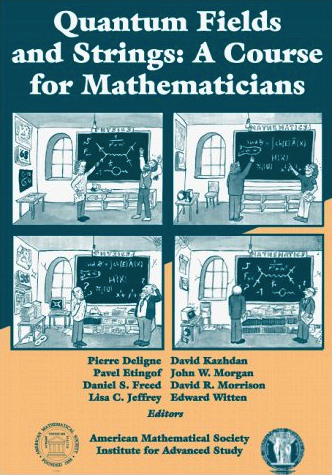 Quantum Fields
and Strings: A Course
for Mathematicians
PHYSICS
MATHEMATICS
Pierre Deligne David Kazhdan
Pavel Etingof John W. Morgan
Daniel S. Freed David R. Morrison
Lisa C. Jeffrey Edward Witten
Editors
American Mathematical Society
Institute for Advanced Study